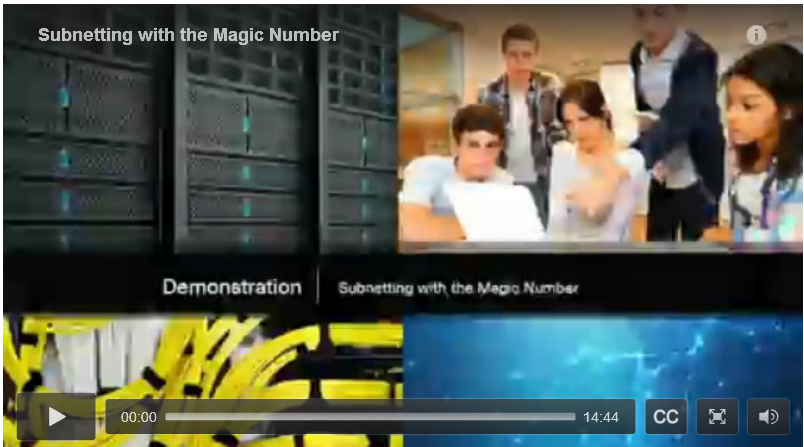 Subnetting with the Magic Number
i
Demonstration | Subnetting with the Magic Number
00:00
14:44
CC